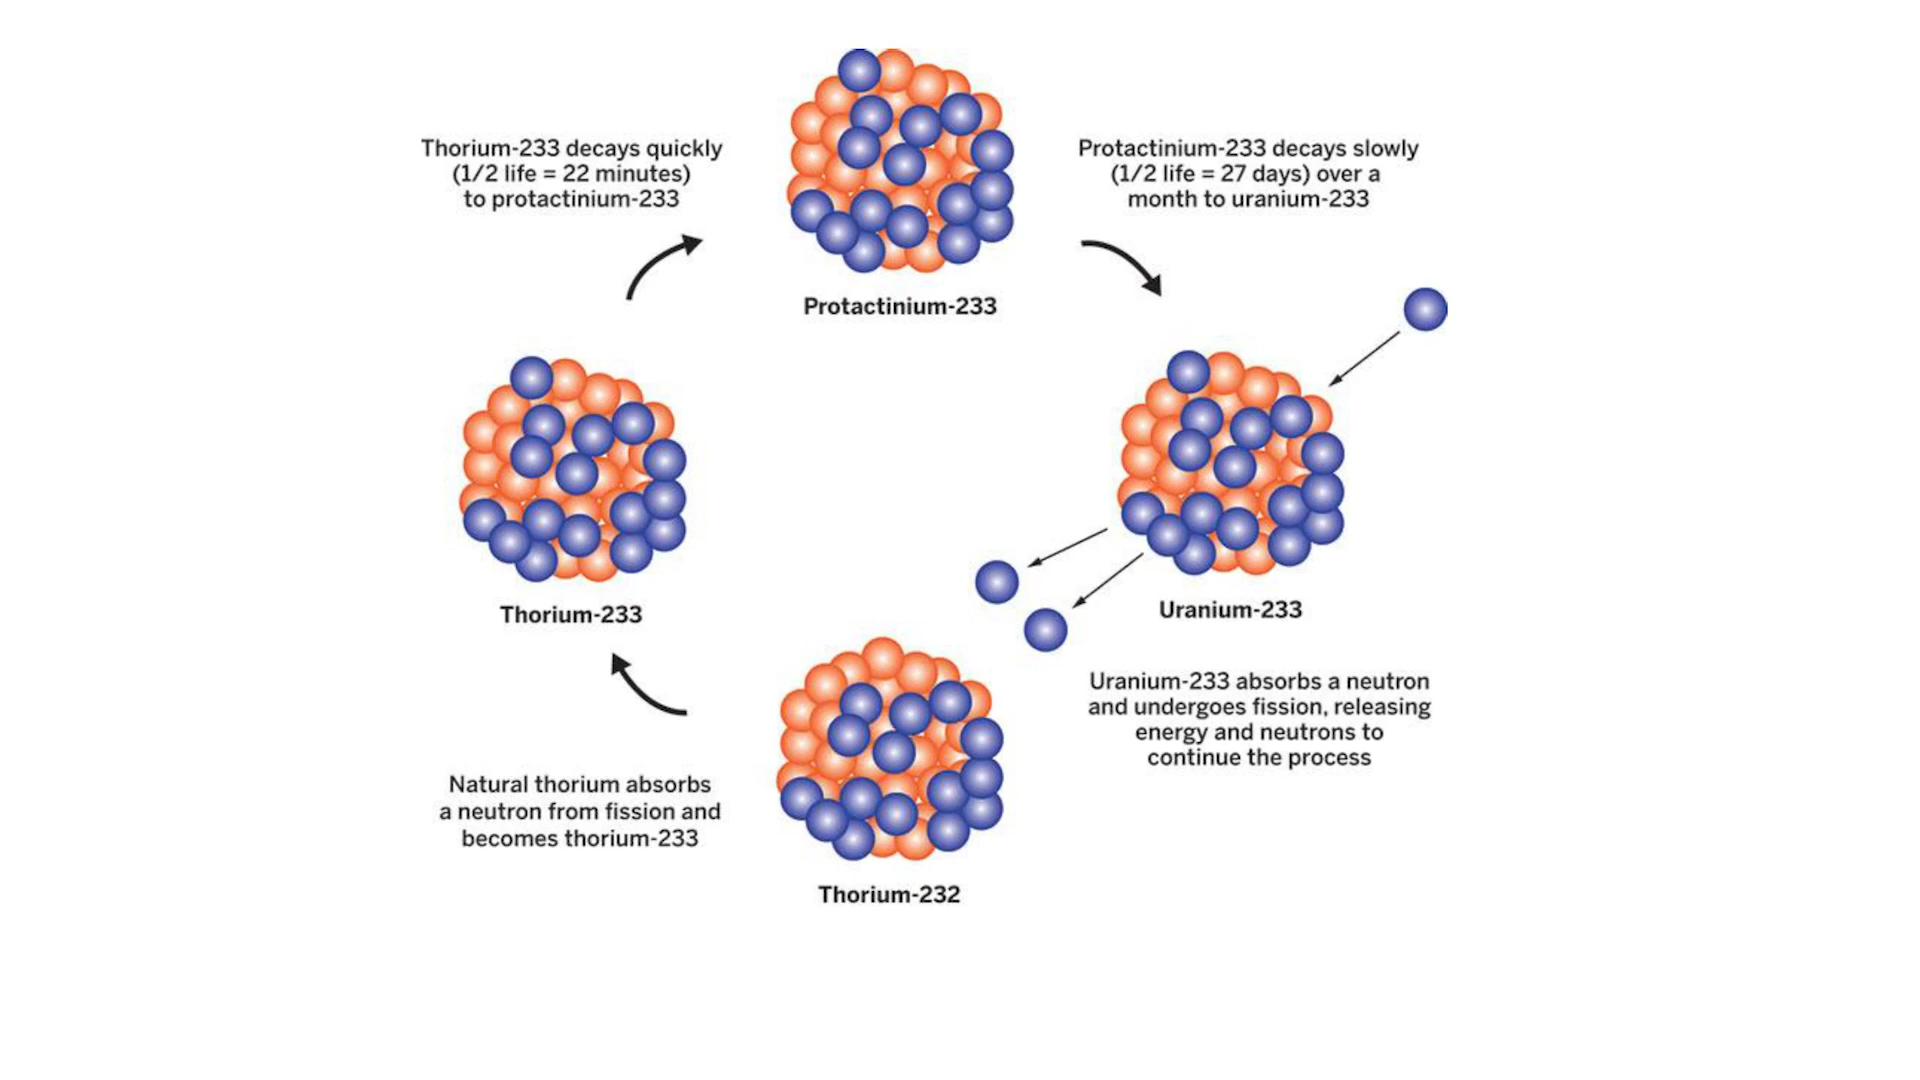 Thorium-233 decays quickly
(1/2 life = 22 minutes)
to protactinium-233
Protactinium-233 decays slowly
(1/2 life = 27 days) over a
month to uranium-233
Protactinium-233
Thorium-233
Uranium-233
Uranium-233 absorbs a neutron
and undergoes fission, releasing
energy and neutrons to
continue the process
Natural thorium absorbs
a neutron from fission and
becomes thorium-233
Thorium-232